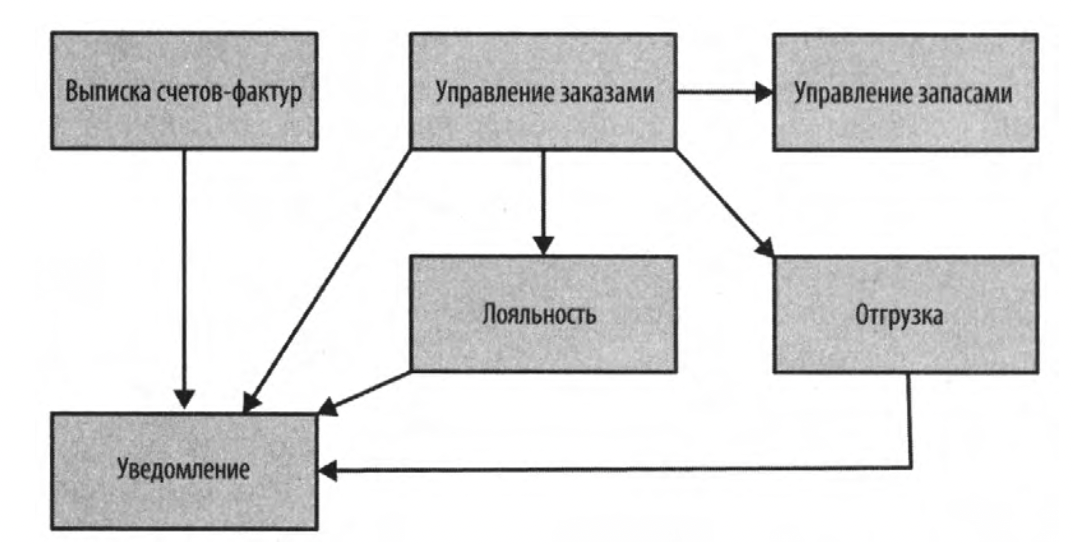 Выписка счетов-фактур
Управление заказами
Управление запасами
Лояльность
Отгрузка
Уведомление